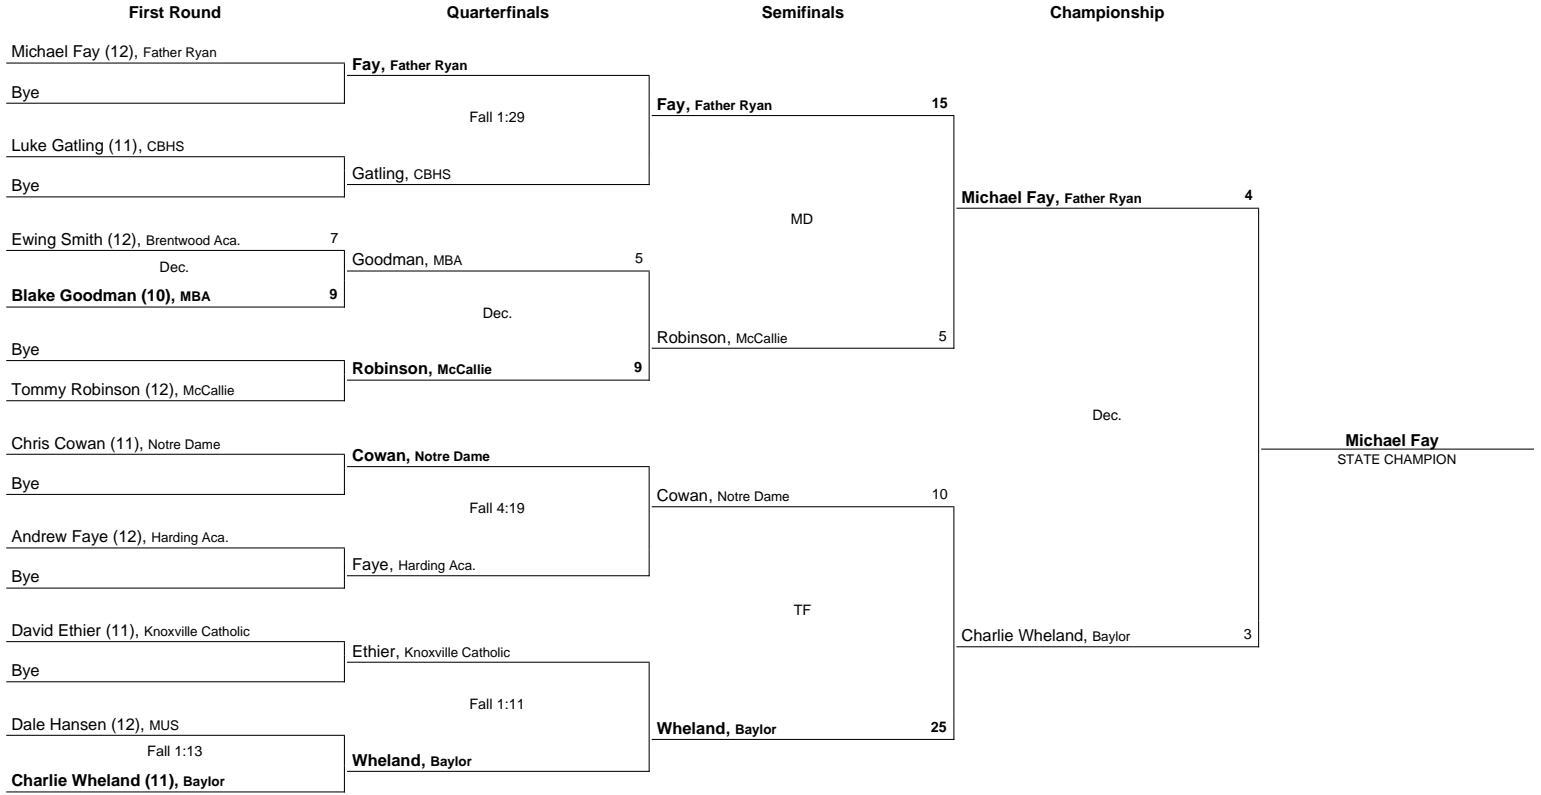 First Round Quarterfinals Semifinals Championship
Michael Fay (12), Father Ryan
Bye
Luke Gatling (11), CBHS
Bye
Ewing Smith (12), Brentwood Aca. 7
Dec.
Blake Goodman (10), MBA 9
Bye
Tommy Robinson (12), McCallie
Chris Cowan (11), Notre Dame
Bye
Andrew Faye (12), Harding Aca.
Bye
David Ethier (11), Knoxville Catholic
Bye
Dale Hansen (12), MUS
Fall 1:13
Charlie Wheland (11), Baylor
Fay, Father Ryan
Fall 1:29
Gatling, CBHS
Goodman, MBA 5
Dec.
Robinson, McCallie 9
Cowan, Notre Dame
Fall 4:19
Faye, Harding Aca.
Ethier, Knoxville Catholic
Fall 1:11
Wheland, Baylor
Fay, Father Ryan 15
MD
Robinson, McCallie 5
Cowan, Notre Dame 10
TF
Wheland, Baylor 25
Michael Fay, Father Ryan 4
Dec.
Charlie Wheland, Baylor 3
Michael Fay
STATE CHAMPION